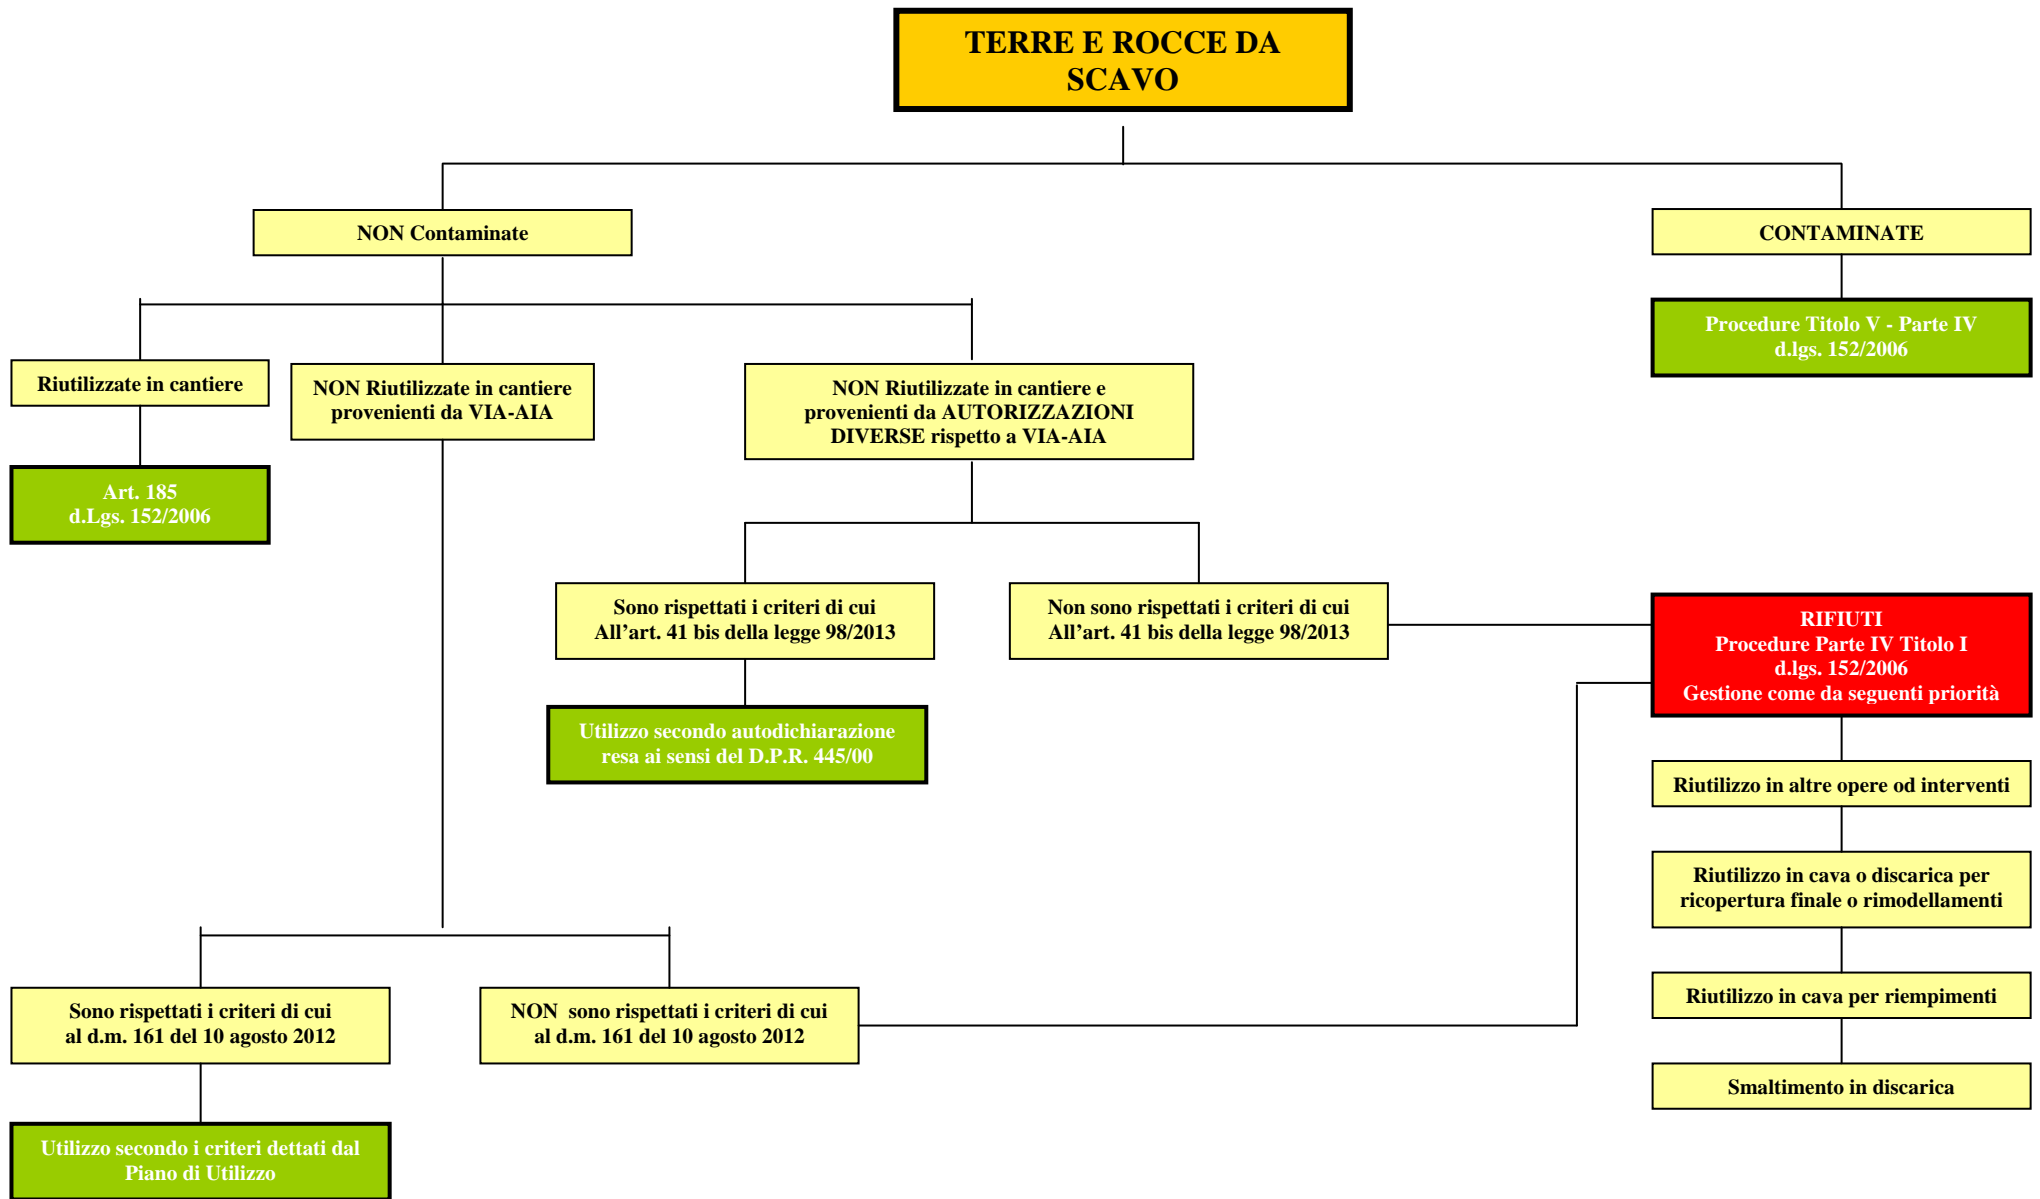 TERRE E ROCCE DA
SCAVO
NON Contaminate
CONTAMINATE
Procedure Titolo V - Parte IV
d.lgs. 152/2006
Riutilizzate in cantiere
NON Riutilizzate in cantiere
provenienti da VIA-AIA
NON Riutilizzate in cantiere e
provenienti da AUTORIZZAZIONI
DIVERSE rispetto a VIA-AIA
Art. 185
d.Lgs. 152/2006
Sono rispettati i criteri di cui
All’art. 41 bis della legge 98/2013
Non sono rispettati i criteri di cui
All’art. 41 bis della legge 98/2013
RIFIUTI
Procedure Parte IV Titolo I
d.lgs. 152/2006
Gestione come da seguenti priorità
Utilizzo secondo autodichiarazione
resa ai sensi del D.P.R. 445/00
Riutilizzo in altre opere od interventi
Riutilizzo in cava o discarica per
ricopertura finale o rimodellamenti
Riutilizzo in cava per riempimenti
Smaltimento in discarica
Sono rispettati i criteri di cui
al d.m. 161 del 10 agosto 2012
NON  sono rispettati i criteri di cui
al d.m. 161 del 10 agosto 2012
Utilizzo secondo i criteri dettati dal
Piano di Utilizzo